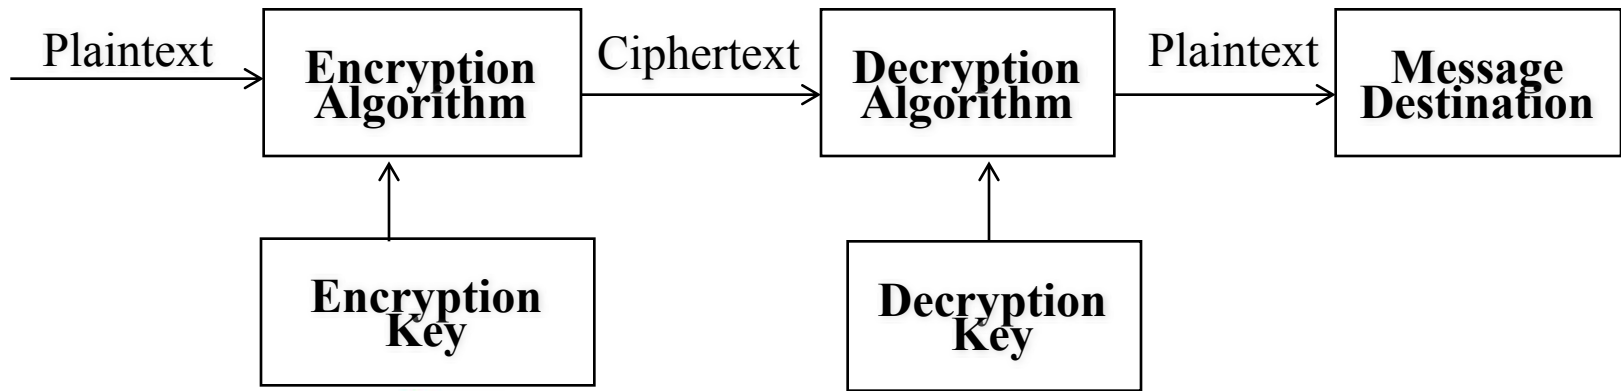 Plaintext
Encryption
Algorithm
Ciphertext
Decryption
Algorithm
Plaintext
Message
Destination
Encryption
Key
Decryption
Key